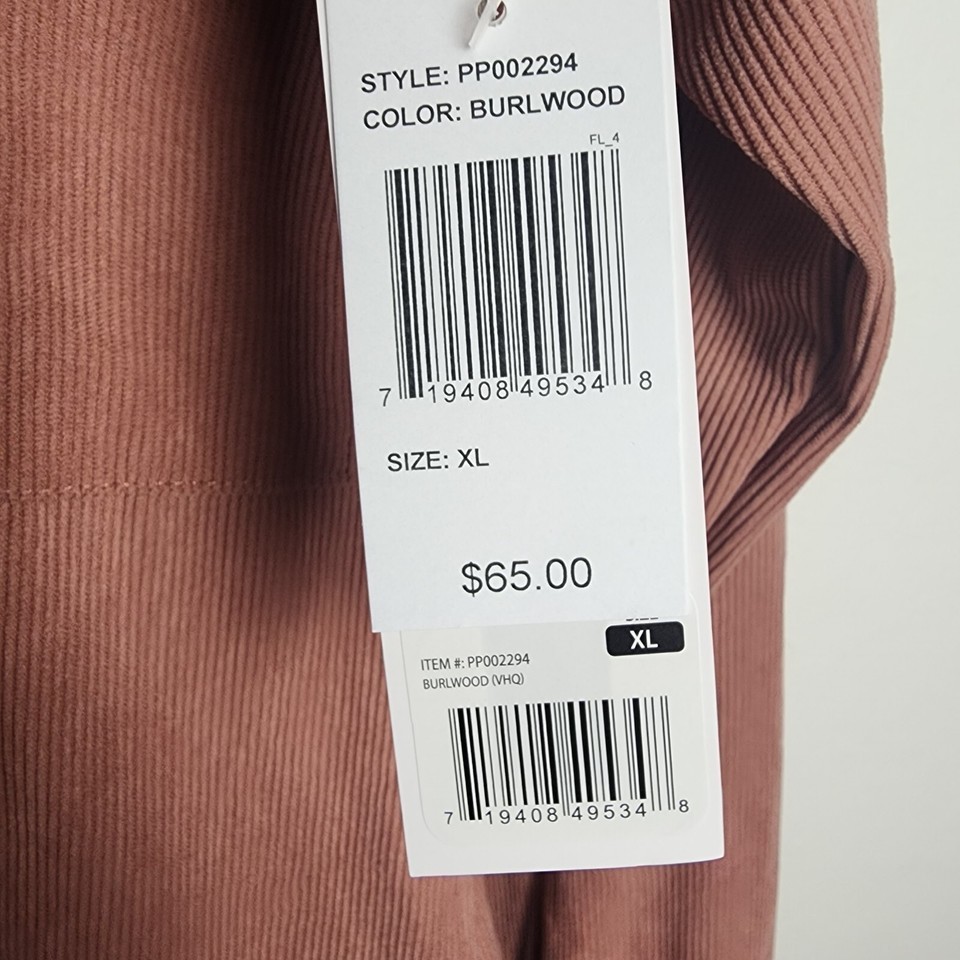 STYLE: PP002294
COLOR: BURLWOOD
FL_4
7 19408 49534 8
SIZE: XL
$65.00
XL
ITEM #: PP002294
BURLWOOD (VHQ)
7 19408 49534 8